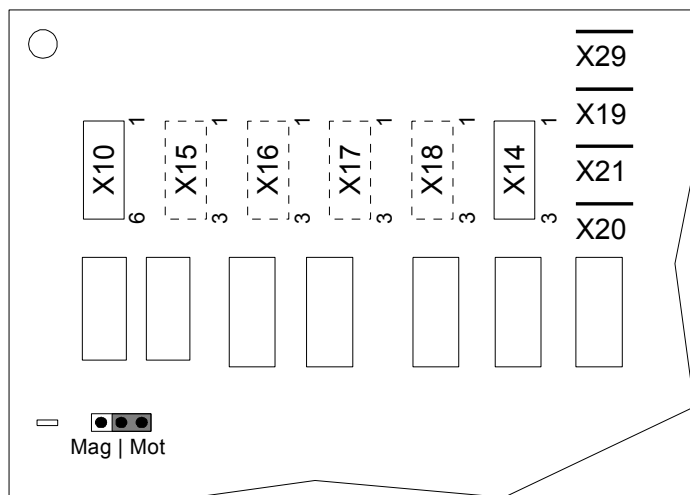 X29
X19
X21
X20
X10 1 6
X15 1 3
X16 1 3
X17 1 3
X18 1 3
X14 1 3
Mag | Mot